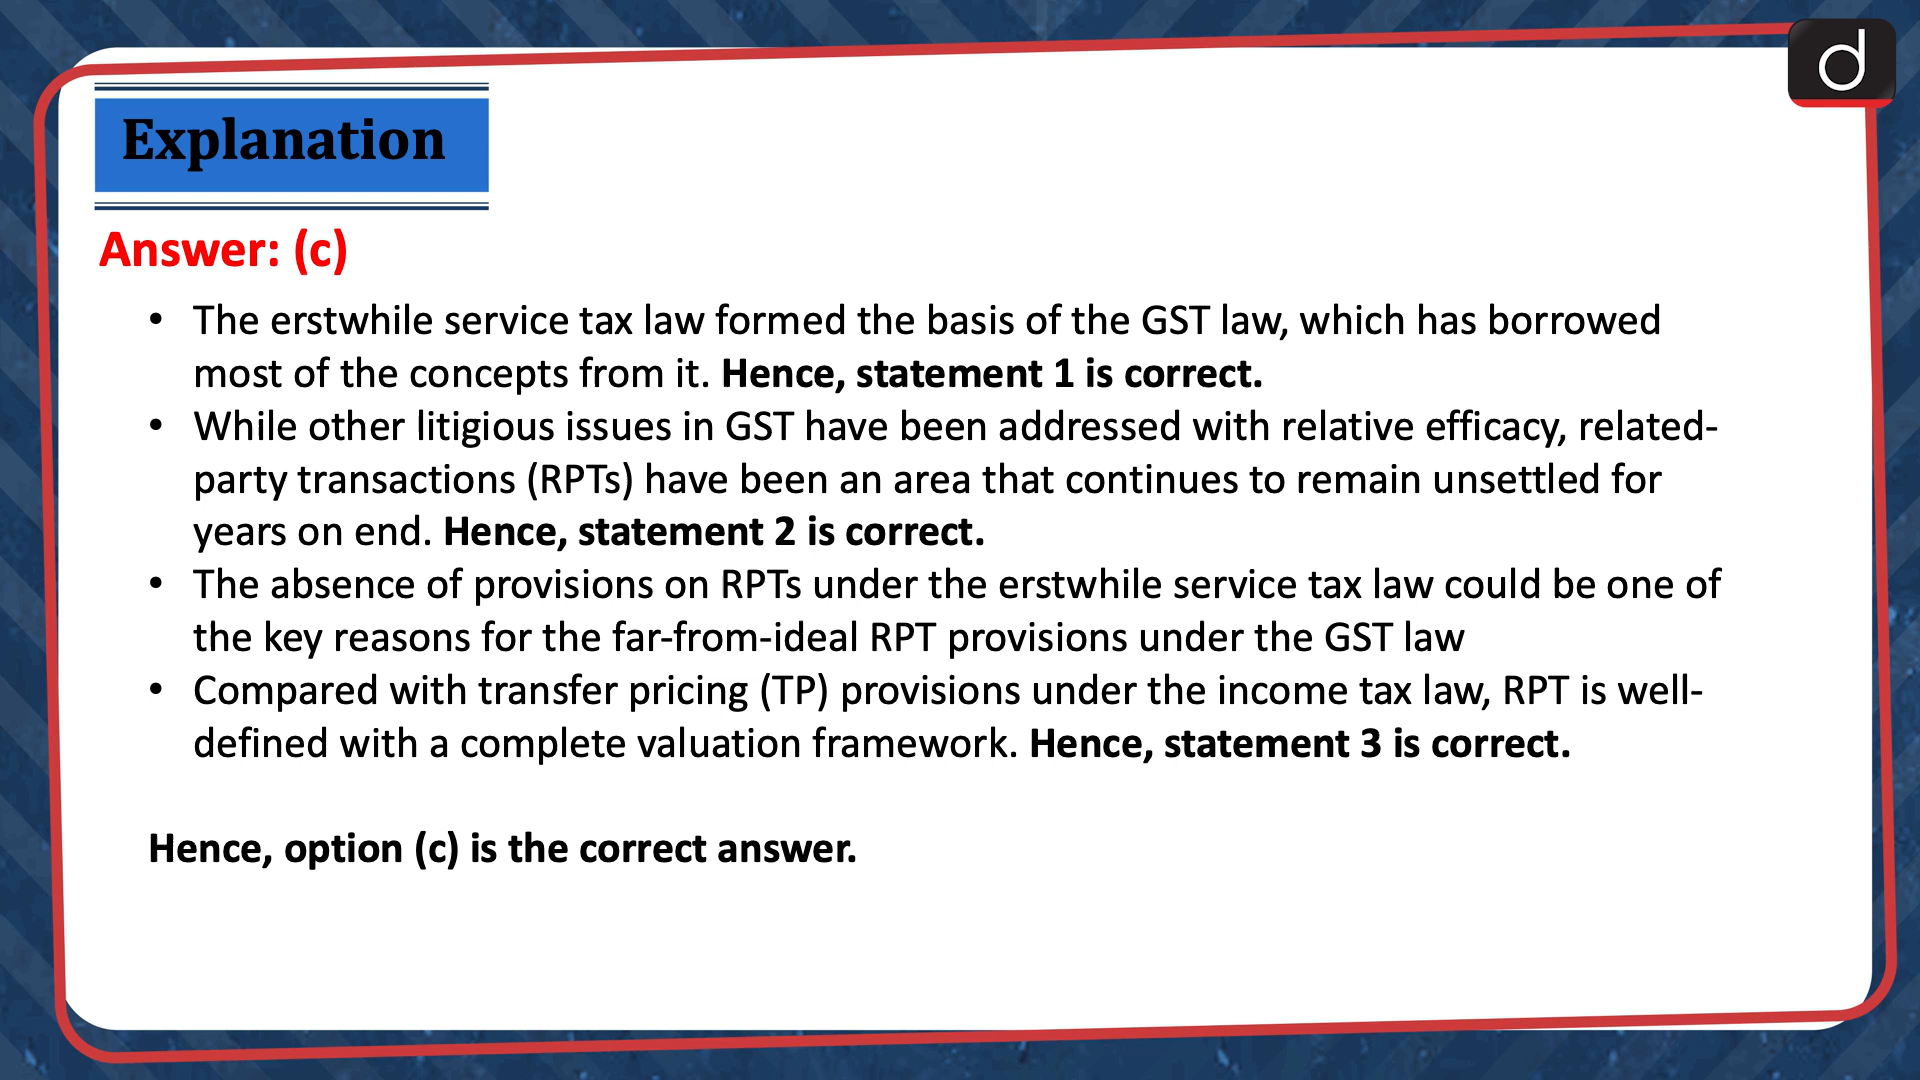 d
Explanation
Answer: (c)
• The erstwhile service tax law formed the basis of the GST law, which has borrowed
most of the concepts from it. Hence, statement 1 is correct.
• While other litigious issues in GST have been addressed with relative efficacy, related-
party transactions (RPTs) have been an area that continues to remain unsettled for
years on end. Hence, statement 2 is correct.
• The absence of provisions on RPTs under the erstwhile service tax law could be one of
the key reasons for the far-from-ideal RPT provisions under the GST law
• Compared with transfer pricing (TP) provisions under the income tax law, RPT is well-
defined with a complete valuation framework. Hence, statement 3 is correct.
Hence, option (c) is the correct answer.